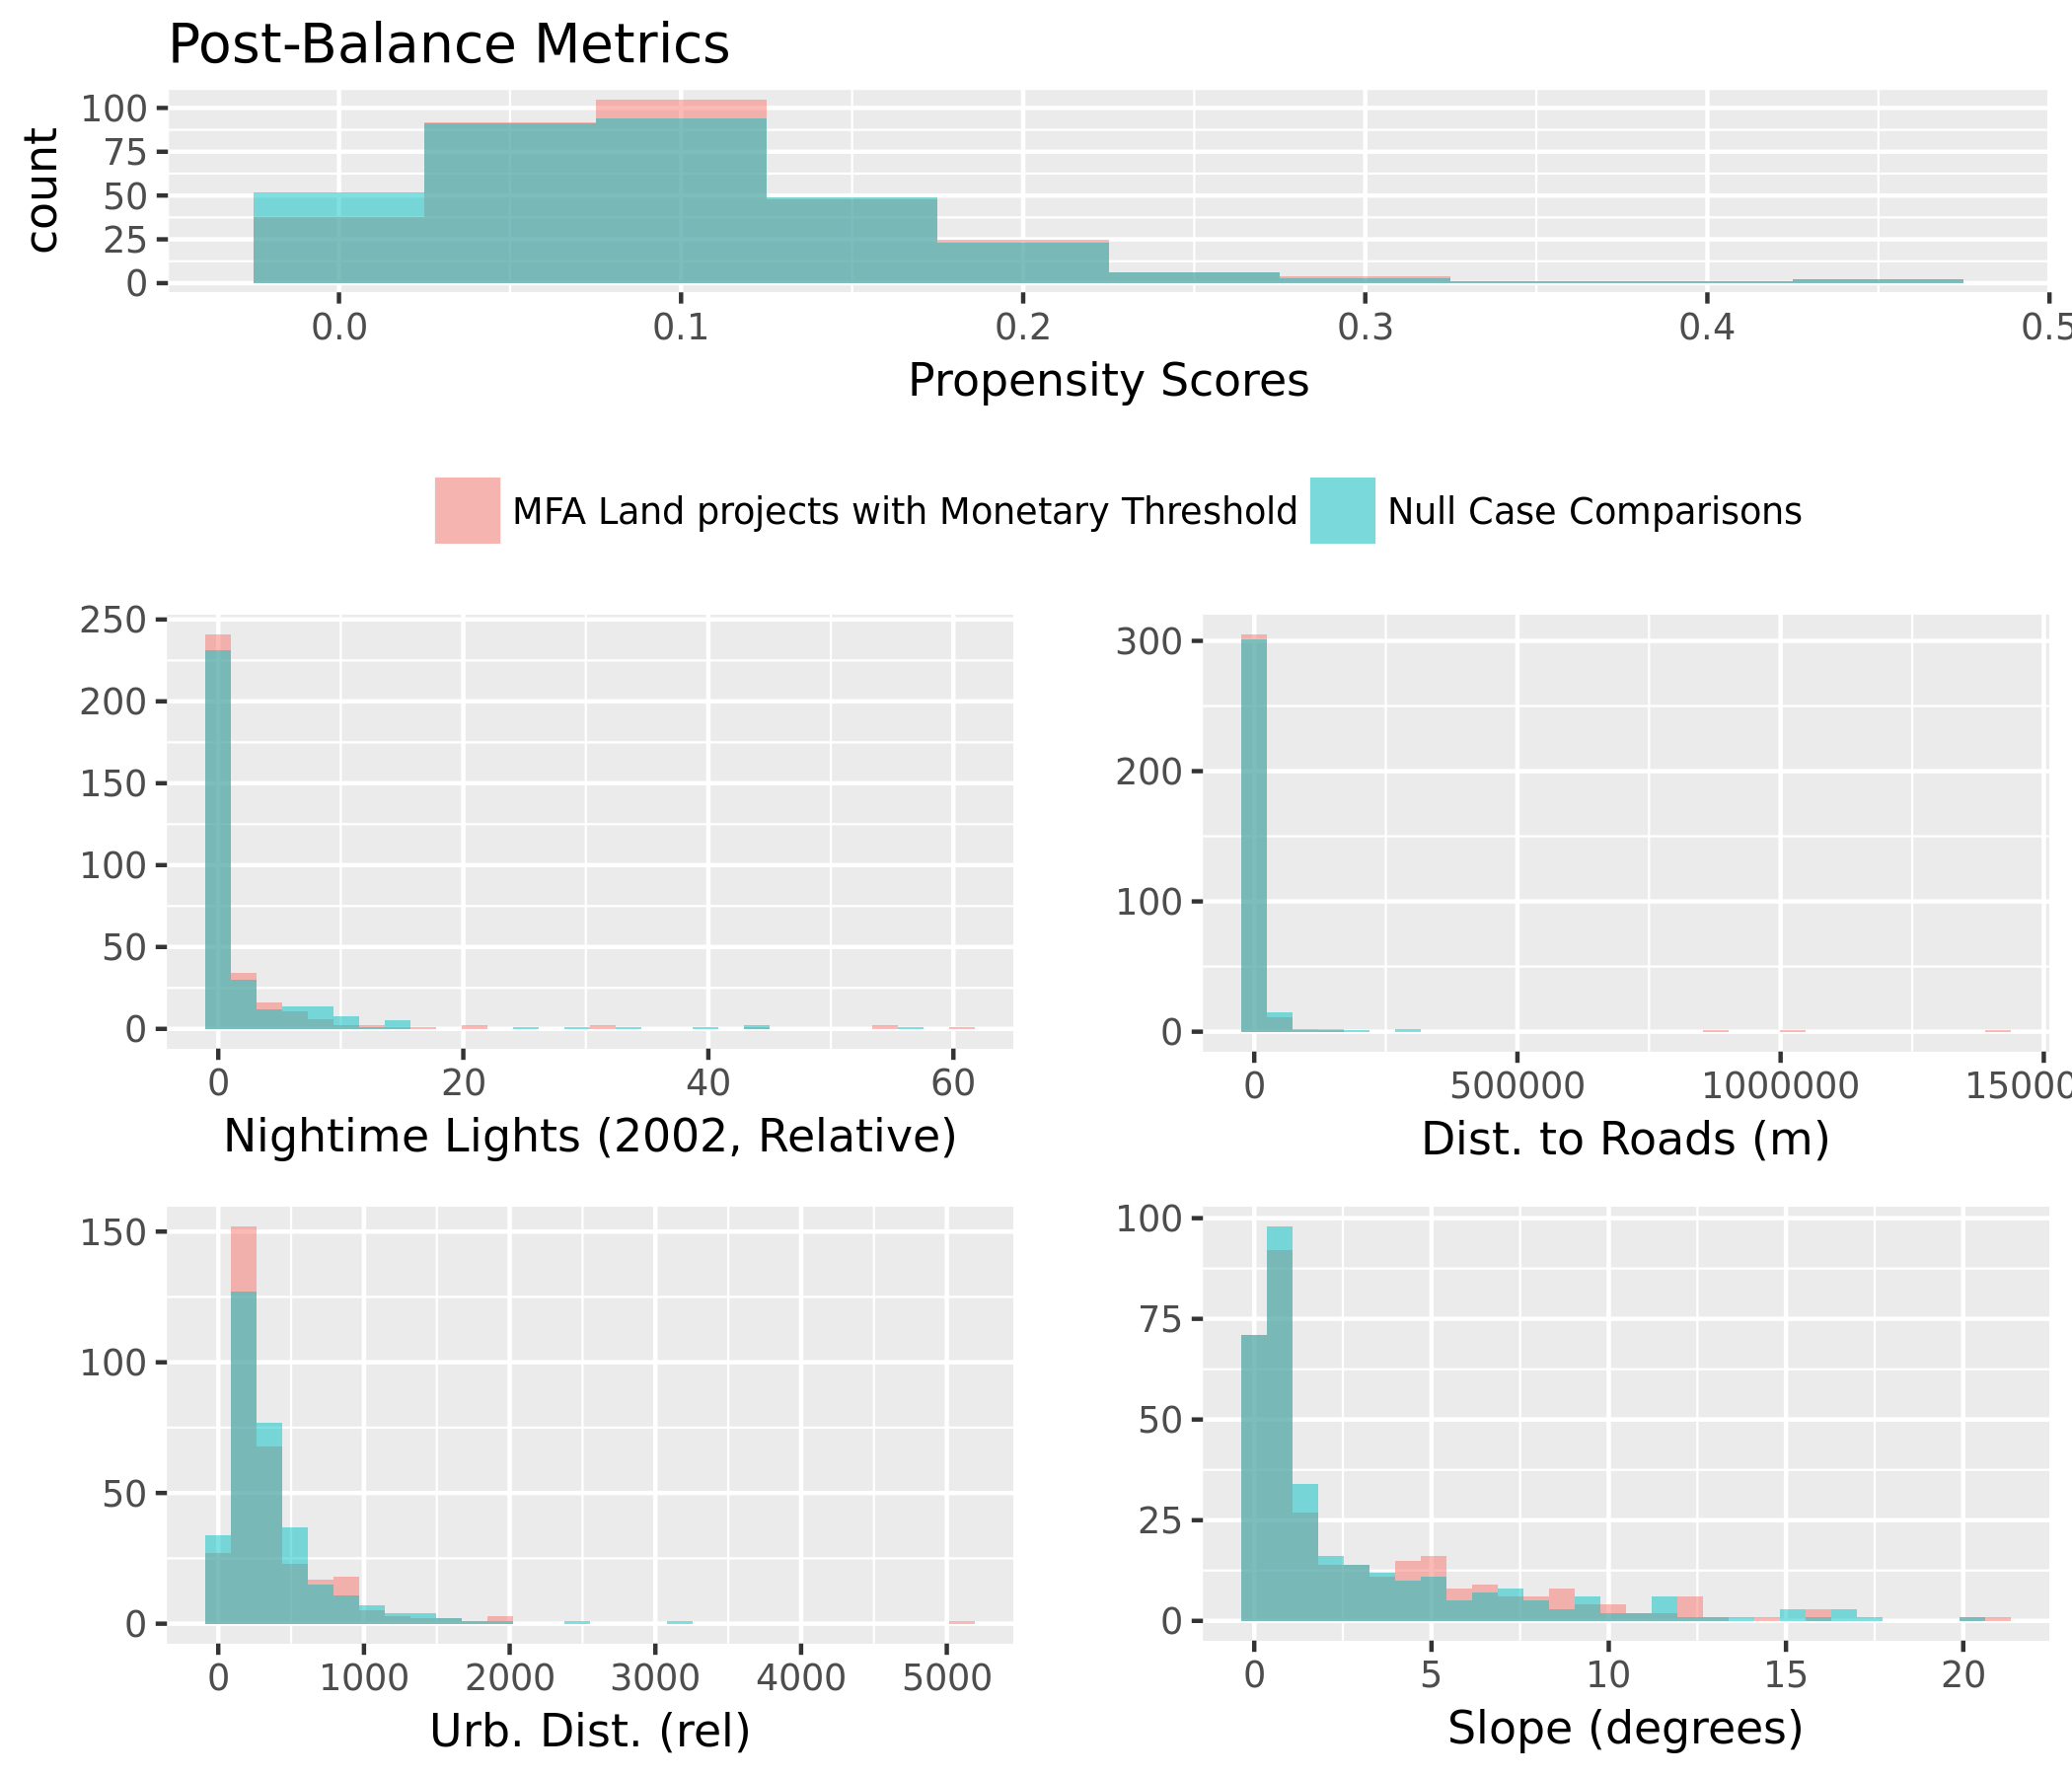 Post-Balance Metrics
count
100
75
50
25
0
0.0 0.1 0.2 0.3 0.4 0.5
Propensity Scores
MFA Land projects with Monetary Threshold Null Case Comparisons
250
200
150
100
50
0
0 20 40 60
Nightime Lights (2002, Relative)
300
200
100
0
0 500000 1000000 15000
Dist. to Roads (m)
150
100
50
0
0 1000 2000 3000 4000 5000
Urb. Dist. (rel)
100
75
50
25
0
0 5 10 15 20
Slope (degrees)